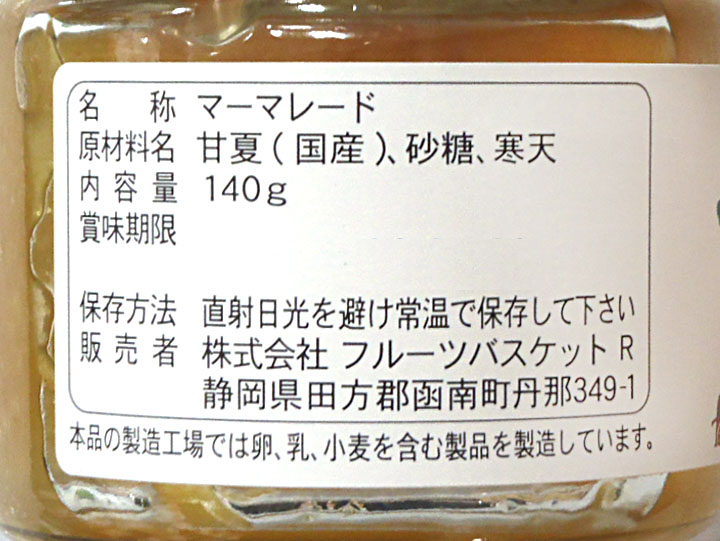 名称 マーマレード
原材料名 甘夏(国産)、砂糖、寒天
内容量 140g
賞味期限
保存方法 直射日光を避け常温で保存して下さい
販売者 株式会社 フルーツバスケット R
静岡県田方郡函南町丹那349-1
本品の製造工場では卵、乳、小麦を含む製品を製造しています。